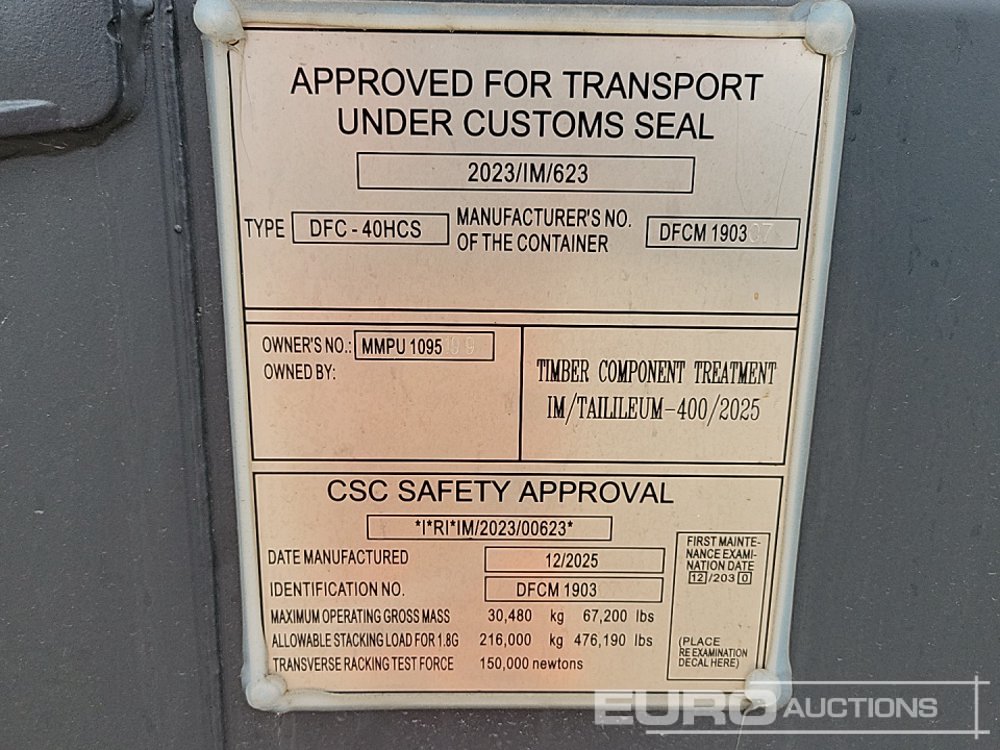 APPROVED FOR TRANSPORT
UNDER CUSTOMS SEAL
2023/IM/623
TYPE DFC - 40HCS MANUFACTURER'S NO. OF THE CONTAINER DFCM 190307
OWNER'S NO.: MMPU 109599
OWNED BY:
TIMBER COMPONENT TREATMENT
IM/TAILILEUM-400/2025
CSC SAFETY APPROVAL
*I*RI*IM/2023/00623*
DATE MANUFACTURED 12/2025
IDENTIFICATION NO. DFCM 1903
MAXIMUM OPERATING GROSS MASS 30,480 kg 67,200 lbs
ALLOWABLE STACKING LOAD FOR 1.8G 216,000 kg 476,190 lbs
TRANSVERSE RACKING TEST FORCE 150,000 newtons
FIRST MAINTE-
NANCE EXAMI-
NATION DATE
12/2030
(PLACE
RE EXAMINATION
DECAL HERE)
EURO AUCTIONS